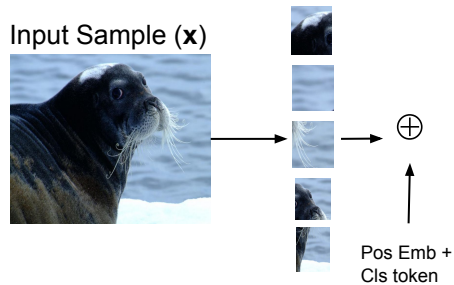 Input Sample (x)
Pos Emb +
Cls token